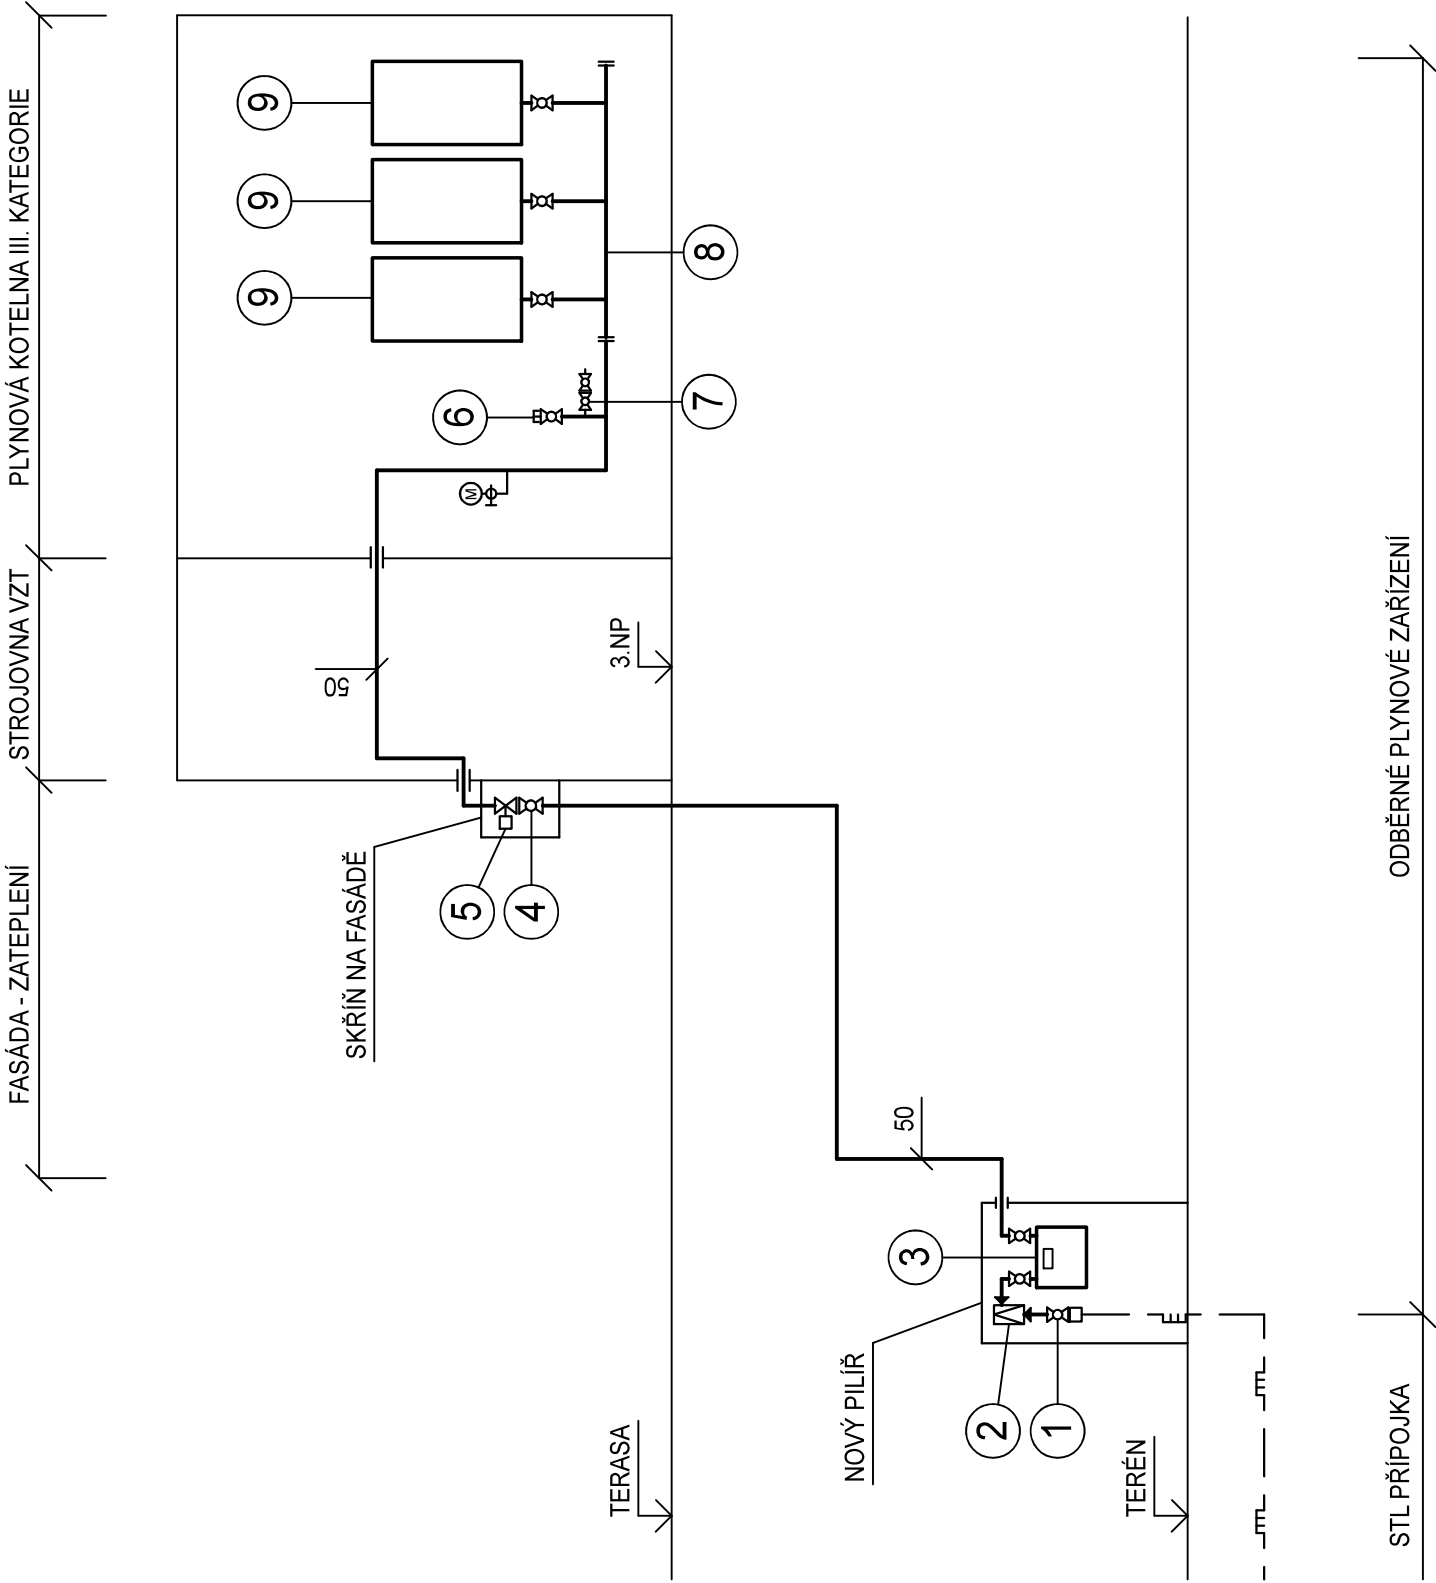 FASÁDA - ZATEPLENÍ
STROJOVNA VZT
PLYNOVÁ KOTELNA III. KATEGORIE
9
9
9
SKŘÍŇ NA FASÁDĚ
50
5
4
M
6
7
8
TERASA
3.NP
NOVÝ PILÍŘ
50
3
2
1
TERÉN
STL PŘÍPOJKA
ODBĚRNÉ PLYNOVÉ ZAŘÍZENÍ